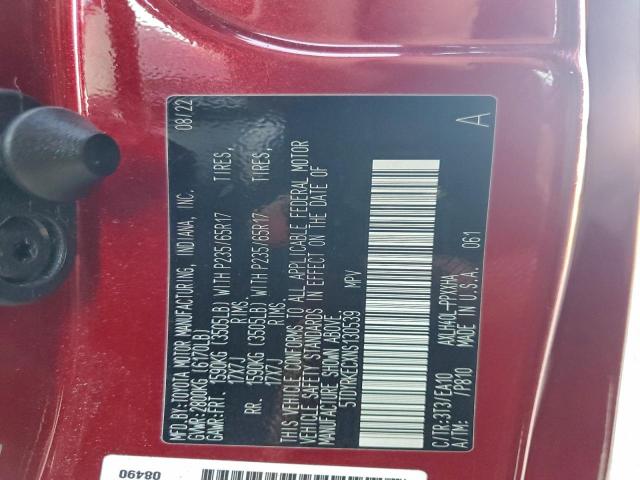 MFD.BY:TOYOTA MOTOR MANUFACTURING, INDIANA, INC. 08/22
GVWR:2800KG (6170LB)
GAWR:FRT. 1590KG (3505LB) WITH P235/65R17 TIRES,
17X7J RIMS.
RR. 1590KG (3505LB) WITH P235/65R17 TIRES,
17X7J RIMS.
THIS VEHICLE CONFORMS TO ALL APPLICABLE FEDERAL MOTOR
VEHICLE SAFETY STANDARDS IN EFFECT ON THE DATE OF
MANUFACTURE SHOWN ABOVE.
5TDYRKECXNS130539 MPV
C/TR:3T3/EA10 AXLH40L-PPXXHA A
A/TM: /P810 MADE IN U.S.A. 061
08490